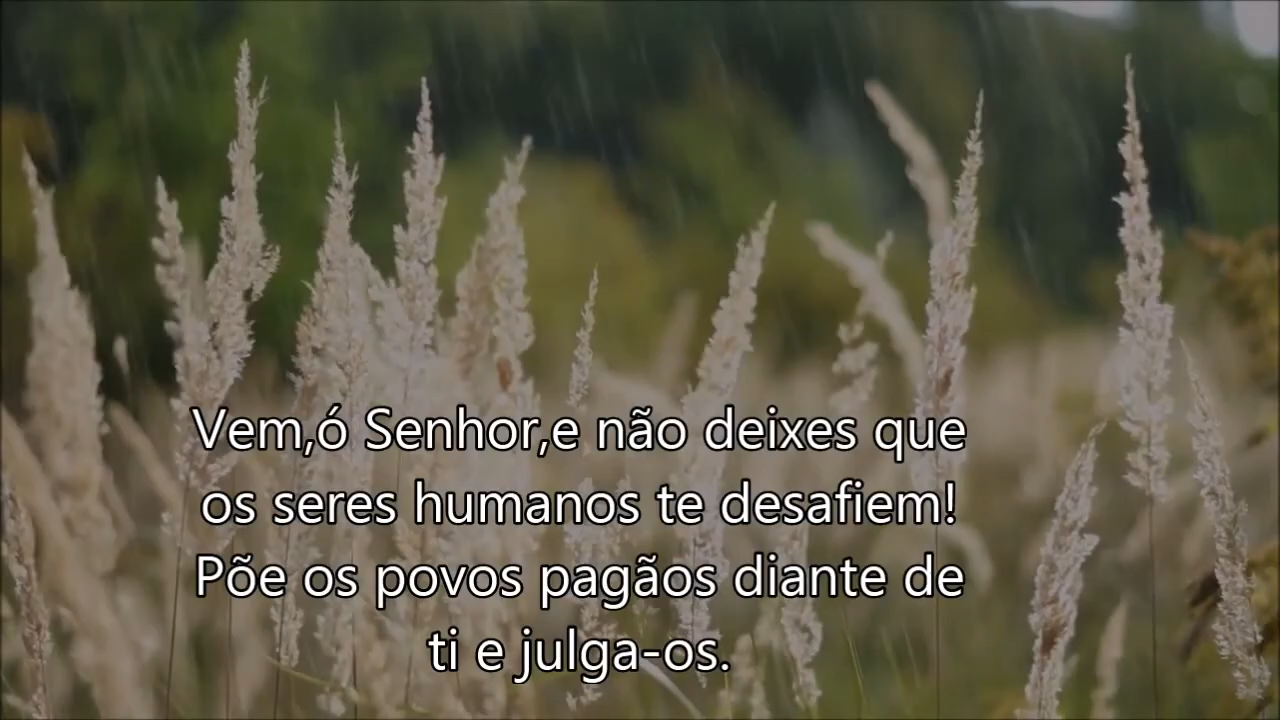 Vem,ó Senhor,e não deixes que
os seres humanos te desafiem!
Põe os povos pagãos diante de
ti e julga-os.